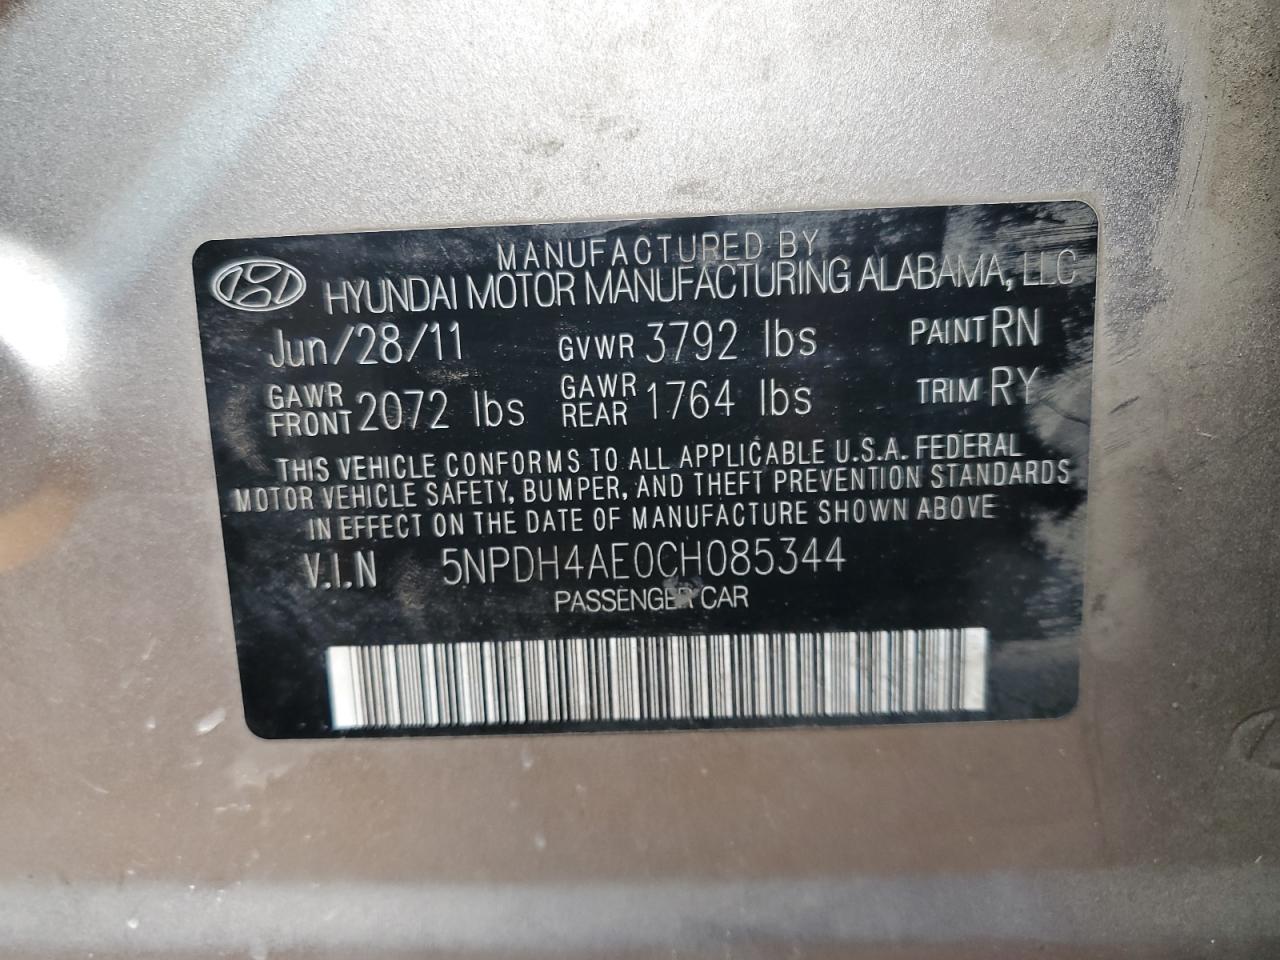 MANUFACTURED BY
HYUNDAI MOTOR MANUFACTURING ALABAMA, LLC
Jun/28/11 GVWR 3792 lbs PAINT RN
GAWR FRONT 2072 lbs GAWR REAR 1764 lbs TRIM RY
THIS VEHICLE CONFORMS TO ALL APPLICABLE U.S.A. FEDERAL
MOTOR VEHICLE SAFETY, BUMPER, AND THEFT PREVENTION STANDARDS
IN EFFECT ON THE DATE OF MANUFACTURE SHOWN ABOVE
V.I.N 5NPDH4AE0CH085344
PASSENGER CAR